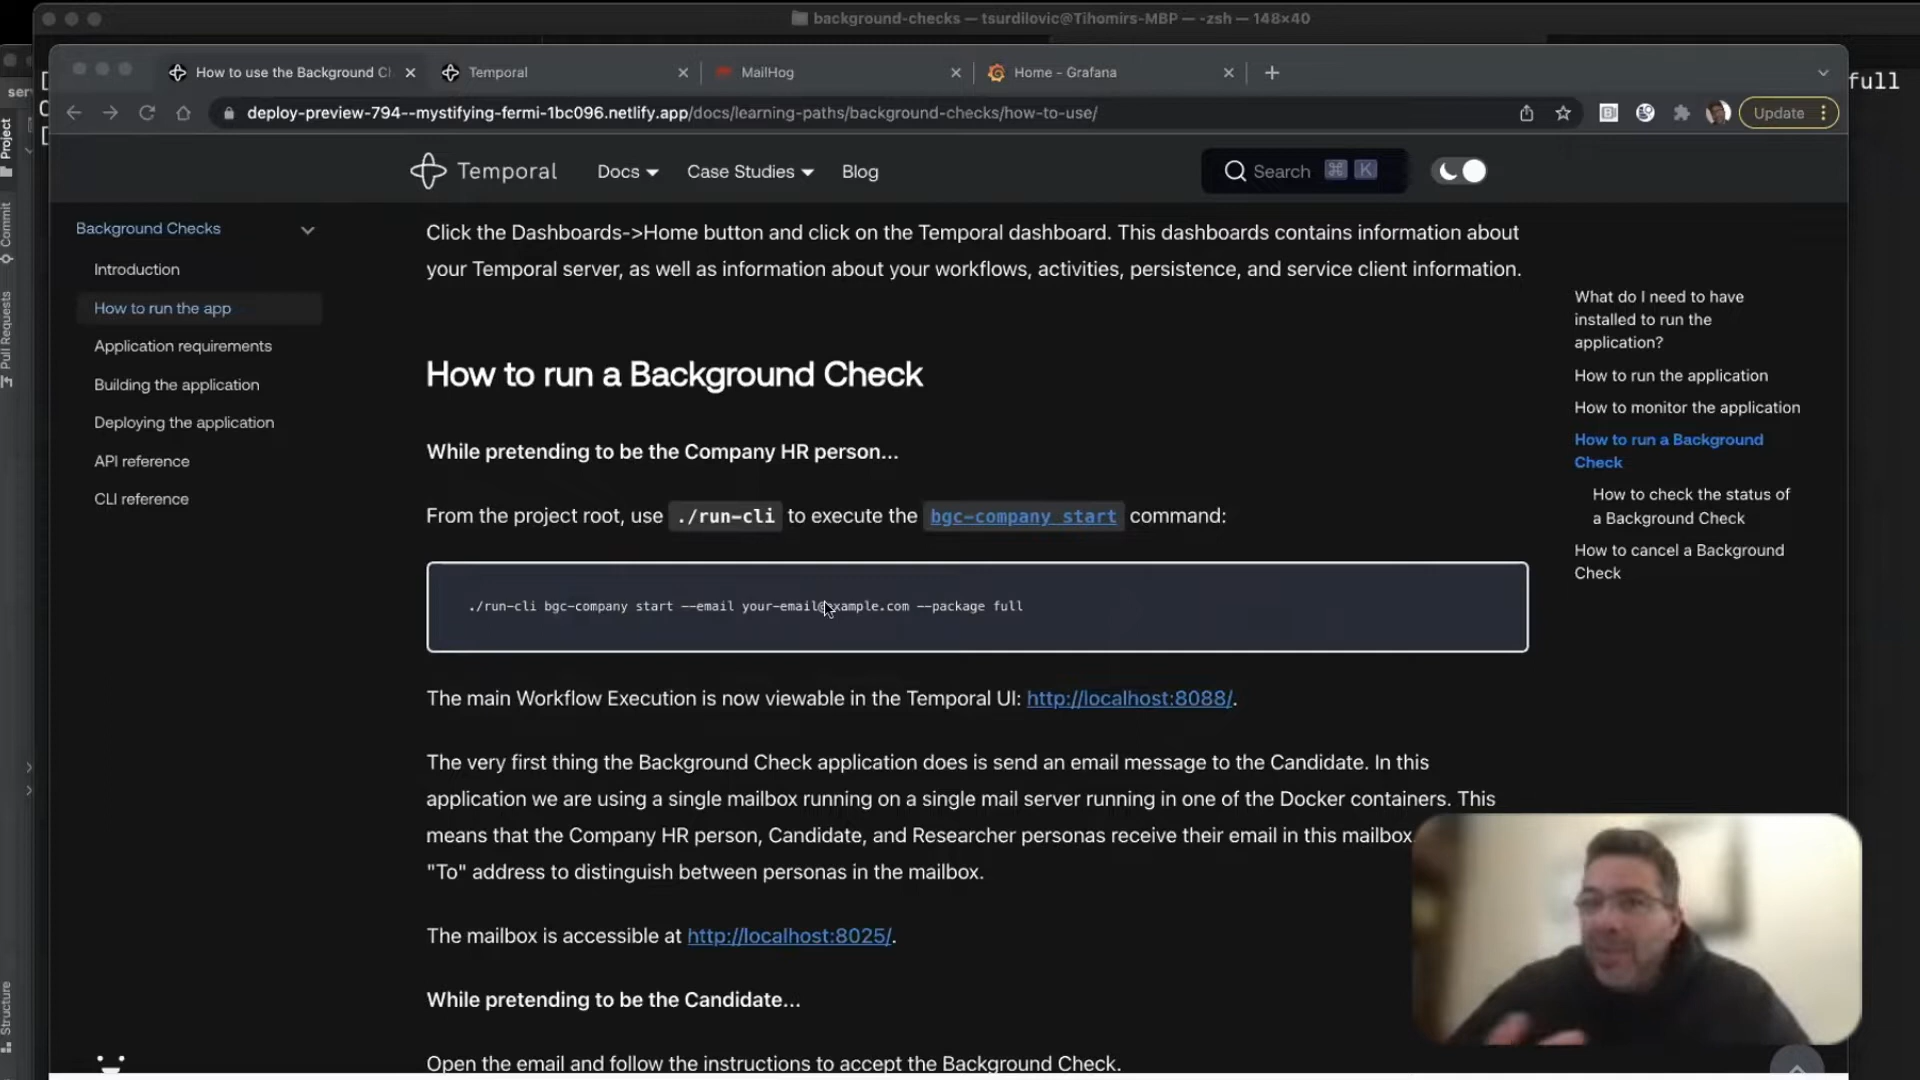 background-checks — tsurdilovic@Tihomirs-MBP — -zsh — 148×40
How to use the Background Cl
Temporal
MailHog
Home - Grafana
full
serv
deploy-preview-794--mystifying-fermi-1bc096.netlify.app/docs/learning-paths/background-checks/how-to-use/
Update
Project
Commit
Pull Requests
Structure
Temporal
Docs
Case Studies
Blog
Search ⌘ K
Background Checks
Introduction
How to run the app
Application requirements
Building the application
Deploying the application
API reference
CLI reference
Click the Dashboards->Home button and click on the Temporal dashboard. This dashboards contains information about
your Temporal server, as well as information about your workflows, activities, persistence, and service client information.
How to run a Background Check
While pretending to be the Company HR person...
From the project root, use ./run-cli to execute the bgc-company start command:
./run-cli bgc-company start --email your-email@example.com --package full
The main Workflow Execution is now viewable in the Temporal UI: http://localhost:8088/.
The very first thing the Background Check application does is send an email message to the Candidate. In this
application we are using a single mailbox running on a single mail server running in one of the Docker containers. This
means that the Company HR person, Candidate, and Researcher personas receive their email in this mailbox.
"To" address to distinguish between personas in the mailbox.
The mailbox is accessible at http://localhost:8025/.
While pretending to be the Candidate...
Open the email and follow the instructions to accept the Background Check.
What do I need to have
installed to run the
application?
How to run the application
How to monitor the application
How to run a Background
Check
How to check the status of
a Background Check
How to cancel a Background
Check